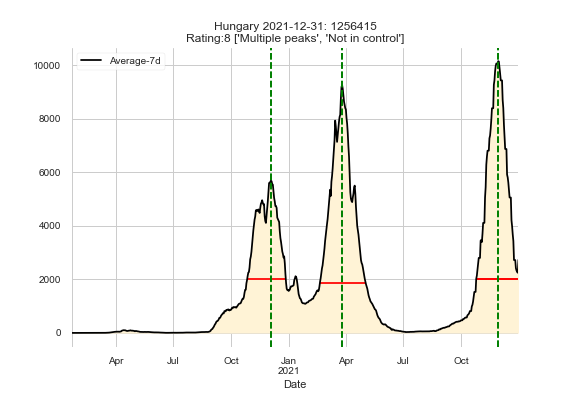 Hungary 2021-12-31: 1256415
Rating:8 ['Multiple peaks', 'Not in control']
Average-7d
10000
8000
6000
4000
2000
0
Apr Jul Oct Jan Apr Jul Oct
2021
Date